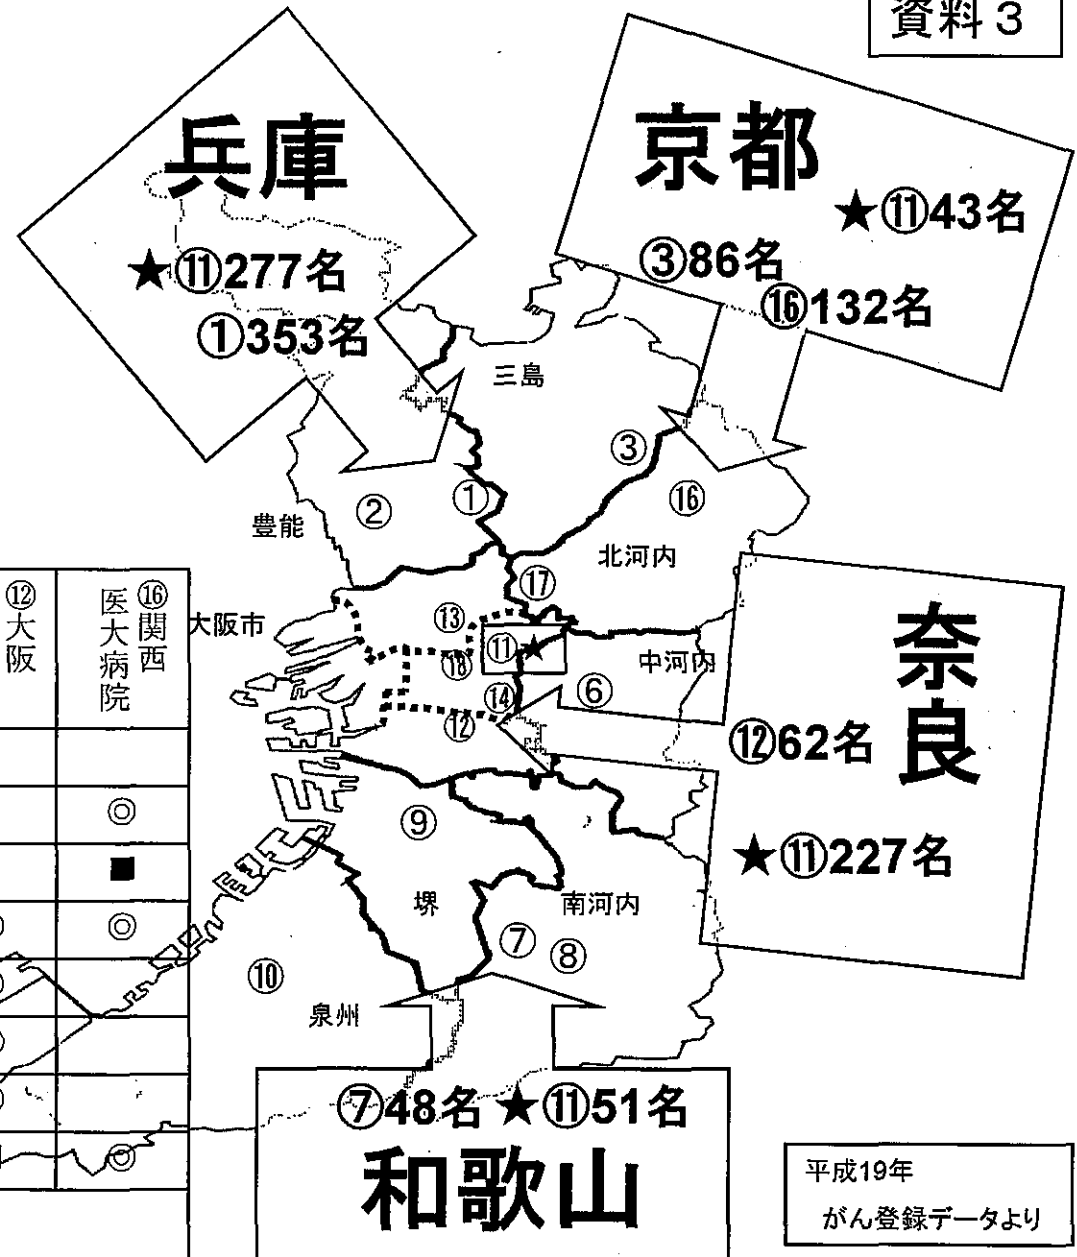 資料3
兵庫
★⑪277名
①353名
京都
★⑪43名
③86名
⑯132名
三島
③
⑯
①
②
豊能
北河内
⑰
大阪市
⑬
⑪★
⑱
中河内
⑥
⑭
⑫
奈良
⑫62名
★⑪227名
⑨
堺
南河内
⑦
⑧
⑩
泉州
⑦48名 ★⑪51名
和歌山
⑫大阪
⑯関西
医大病院
◎
■
◎
◎
平成19年
がん登録データより